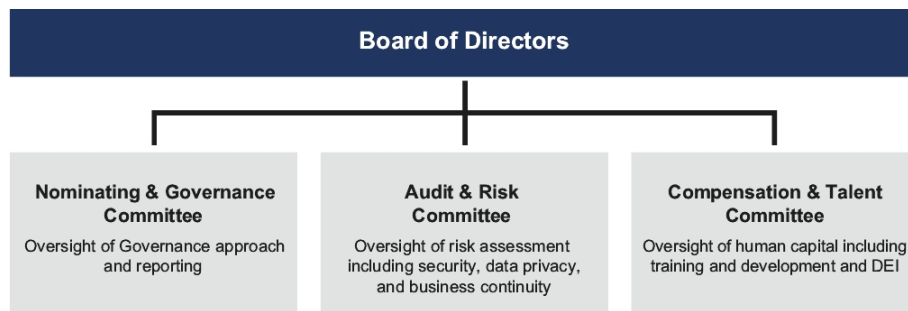 Board of Directors
Nominating & Governance
Committee
Oversight of Governance approach
and reporting
Audit & Risk
Committee
Oversight of risk assessment
including security, data privacy,
and business continuity
Compensation & Talent
Committee
Oversight of human capital including
training and development and DEI